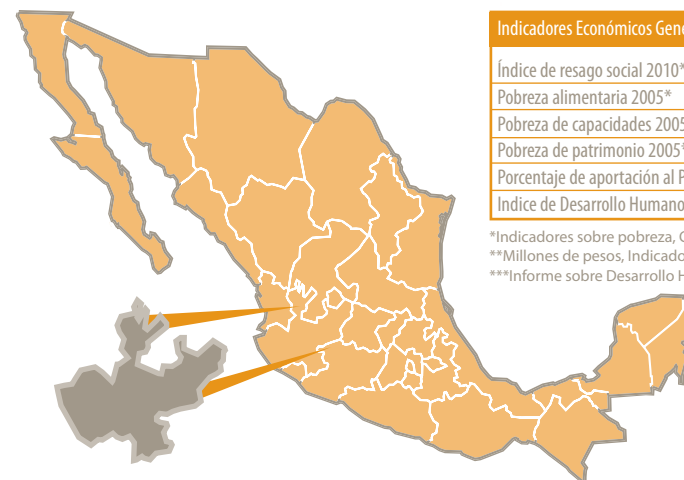 Indicadores Económicos Gene
Índice de resago social 2010*
Pobreza alimentaria 2005*
Pobreza de capacidades 2005
Pobreza de patrimonio 2005*
Porcentaje de aportación al P
Indice de Desarrollo Humano
*Indicadores sobre pobreza, C
**Millones de pesos, Indicado
***Informe sobre Desarrollo H